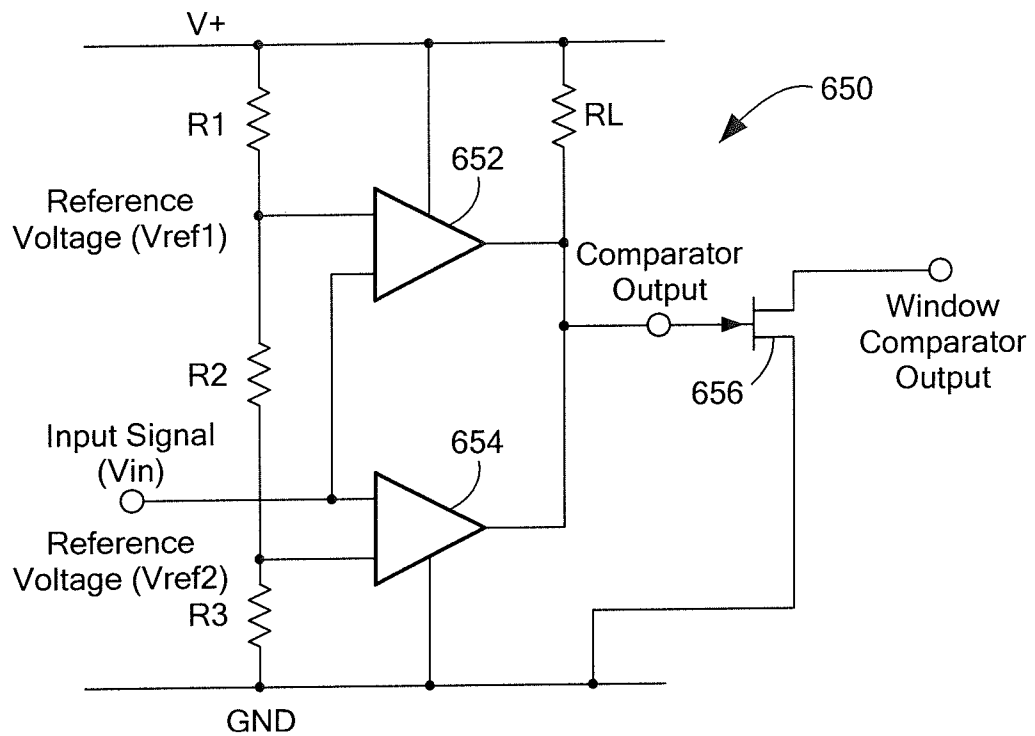 V+
R1
RL
650
652
Reference
Voltage (Vref1)
Comparator
Output
Window
Comparator
Output
656
R2
Input Signal
(Vin)
654
Reference
Voltage (Vref2)
R3
GND